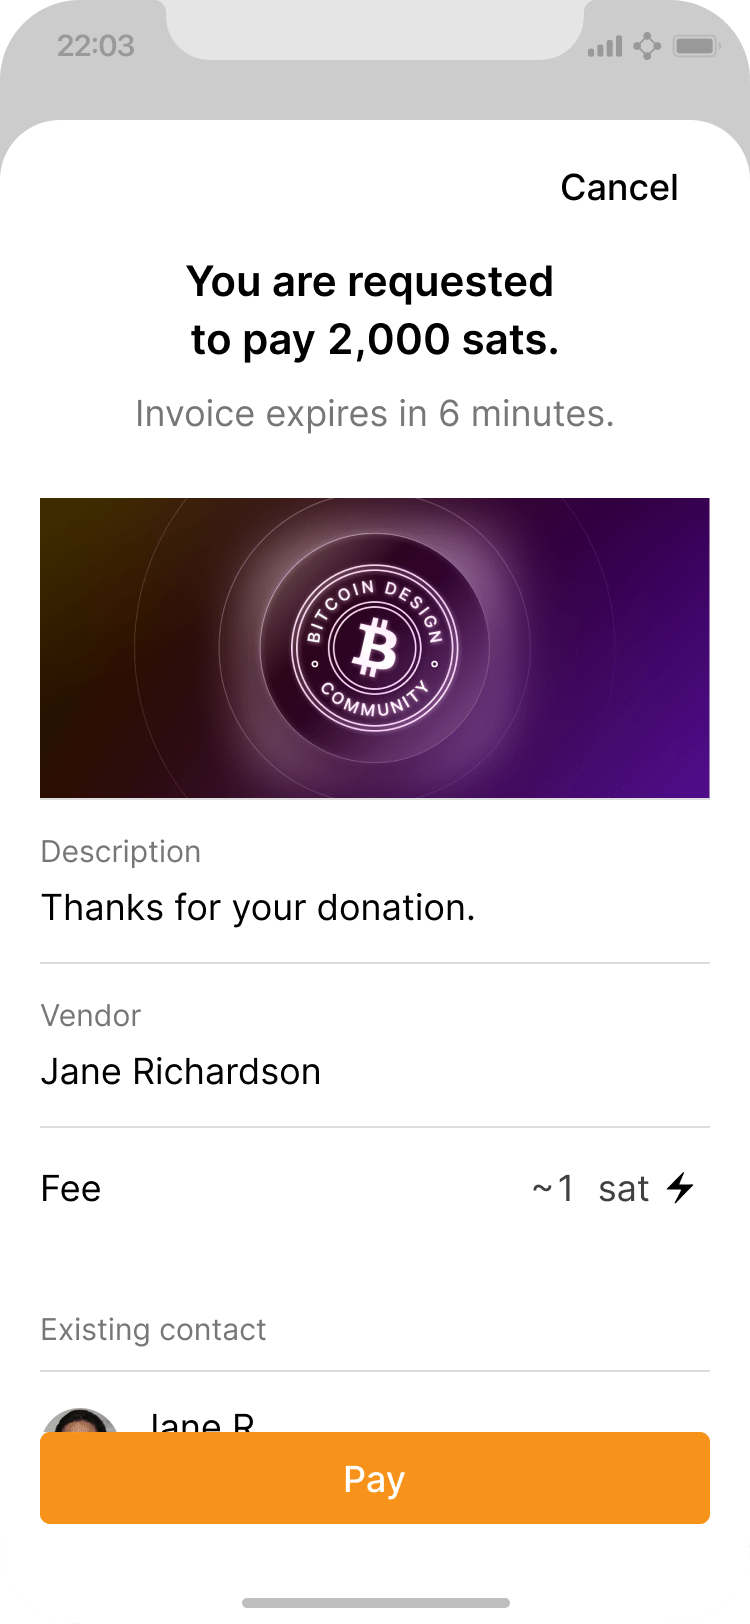 22:03
Cancel
You are requested
to pay 2,000 sats.
Invoice expires in 6 minutes.
BITCOIN DESIGN
COMMUNITY
Description
Thanks for your donation.
Vendor
Jane Richardson
Fee
~1 sat
Existing contact
Jane R
Pay